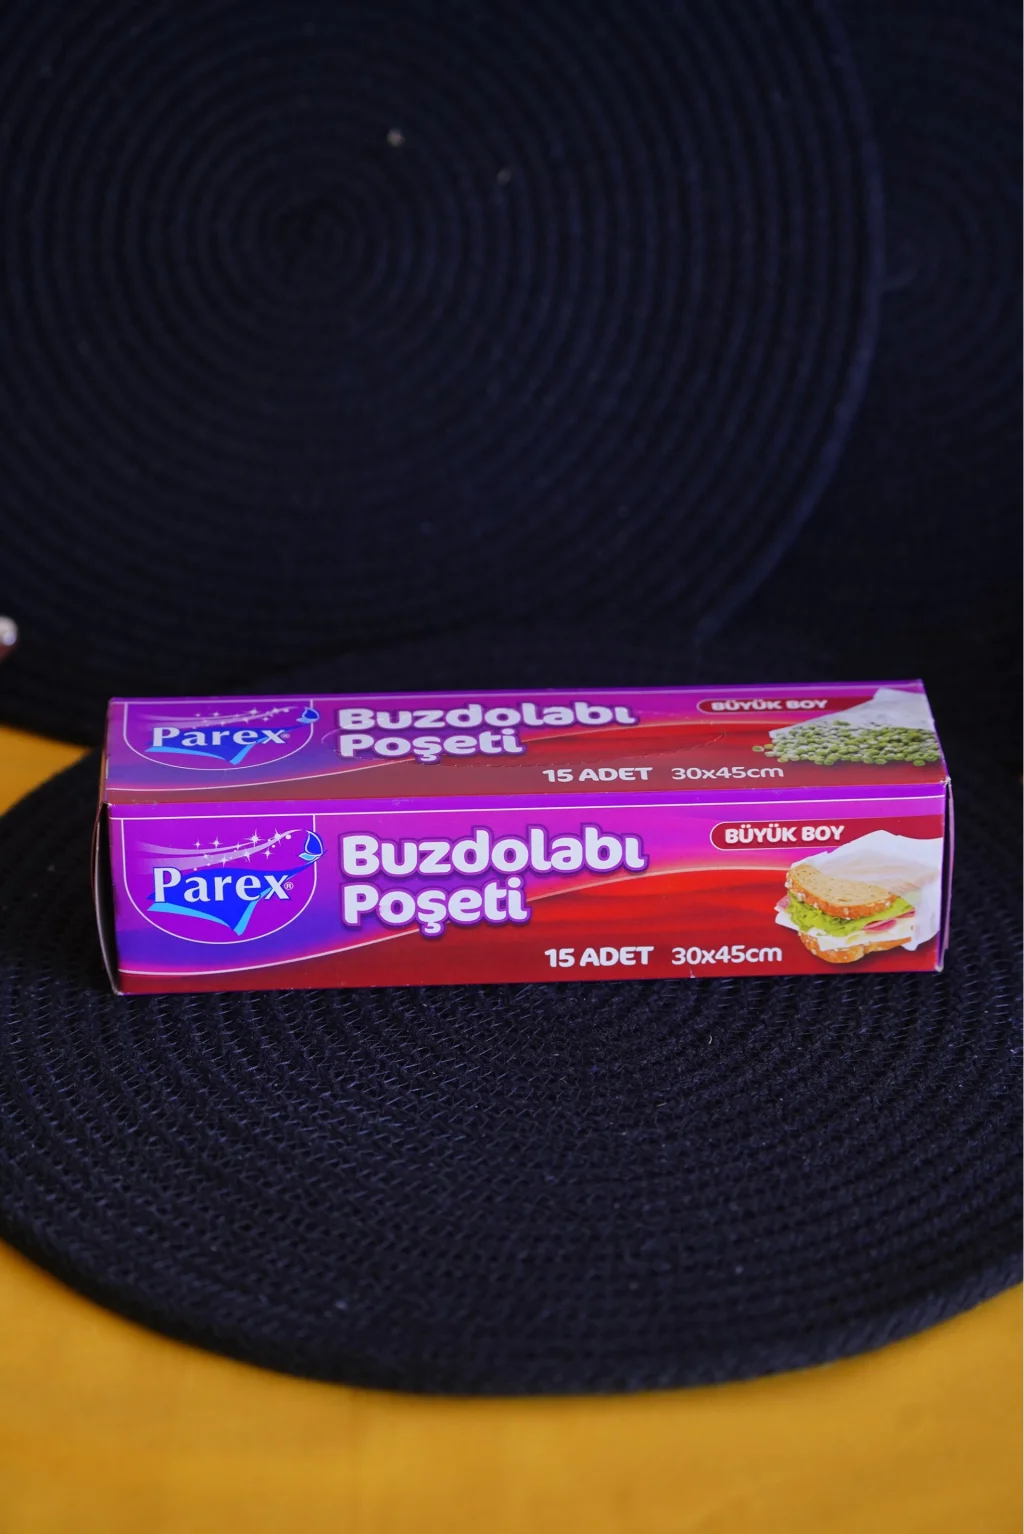 Parex
Buzdolabı
Poşeti
BÜYÜK BOY
15 ADET 30x45cm
Parex®
Buzdolabı
Poşeti
BÜYÜK BOY
15 ADET 30x45cm